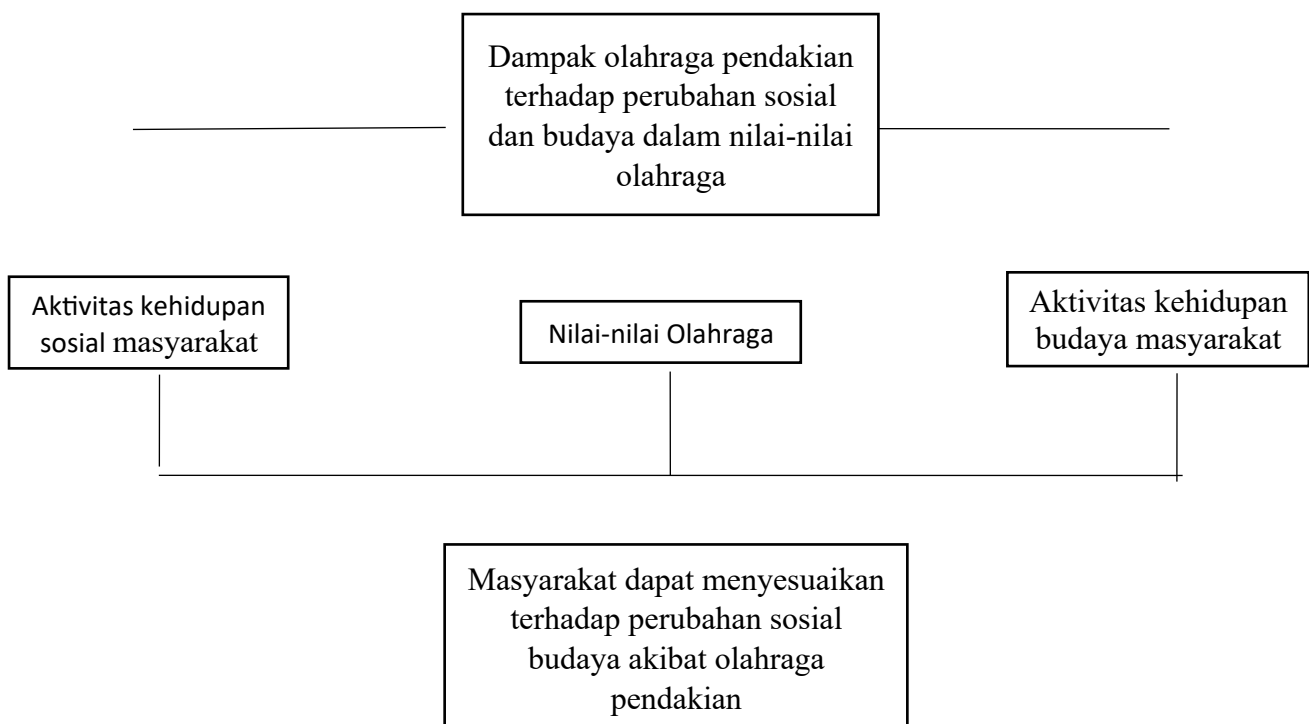 Dampak olahraga pendakian
terhadap perubahan sosial
dan budaya dalam nilai-nilai
olahraga
Aktivitas kehidupan
sosial masyarakat
Nilai-nilai Olahraga
Aktivitas kehidupan
budaya masyarakat
Masyarakat dapat menyesuaikan
terhadap perubahan sosial
budaya akibat olahraga
pendakian